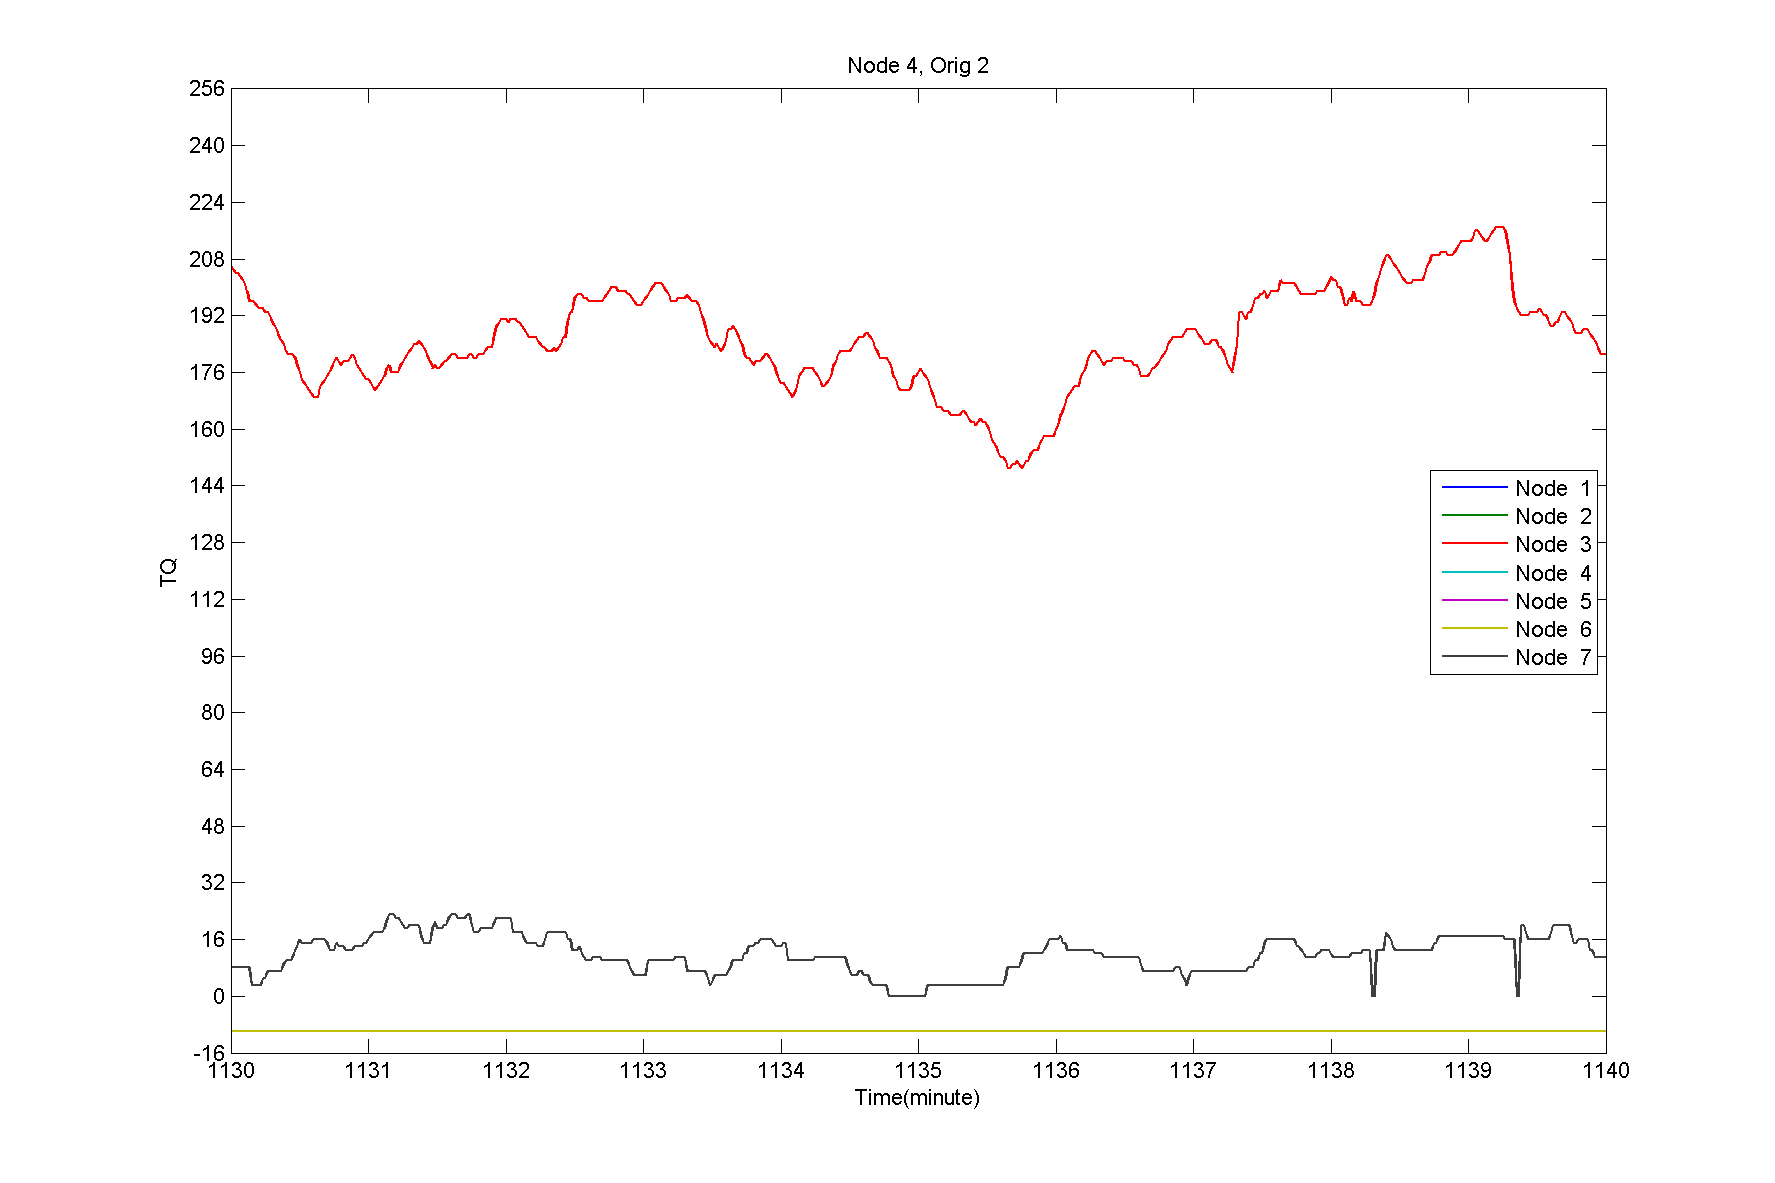 Node 4, Orig 2
256
240
224
208
192
176
160
144
128
112
96
80
64
48
32
16
0
-16
TQ
Node 1
Node 2
Node 3
Node 4
Node 5
Node 6
Node 7
1130 1131 1132 1133 1134 1135 1136 1137 1138 1139 1140
Time(minute)